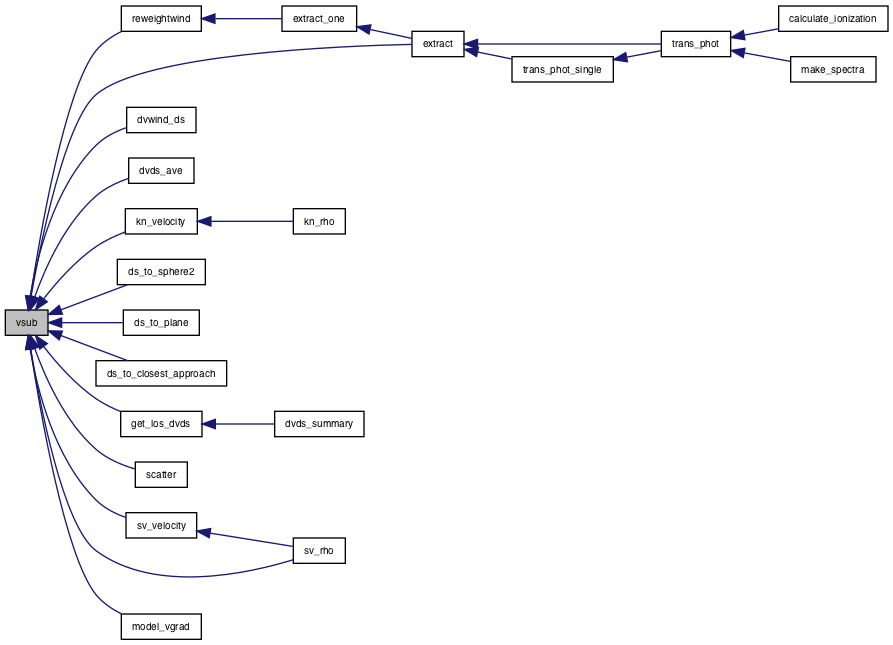 reweightwind
extract_one
calculate_ionization
extract
trans_phot
trans_phot_single
make_spectra
dvwind_ds
dvds_ave
kn_velocity
kn_rho
ds_to_sphere2
vsub
ds_to_plane
ds_to_closest_approach
get_los_dvds
dvds_summary
scatter
sv_velocity
sv_rho
model_vgrad